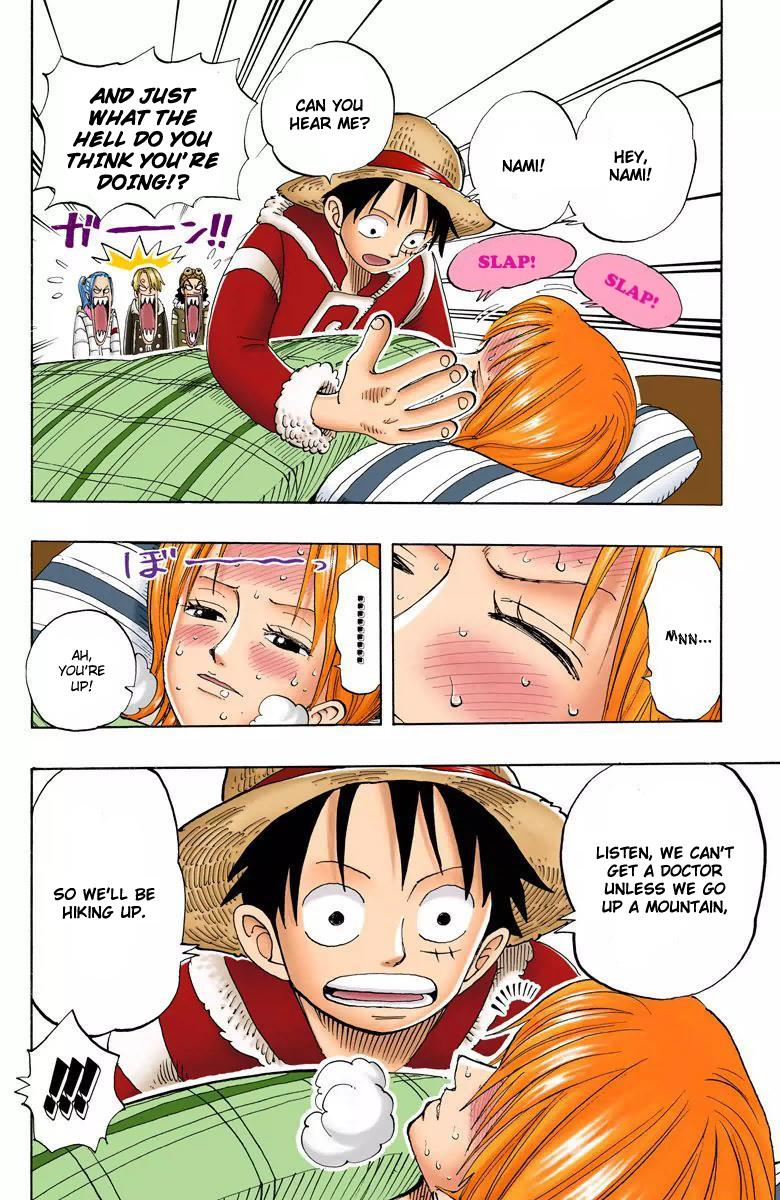 HEY,
NAMI!
NAMI!
SLAP!
SLAP!
CAN YOU
HEAR ME?
AND JUST
WHAT THE
HELL DO YOU
THINK YOU'RE
DOING!?
ガーーン!!
MNN...
ぼーーーっ
AH,
YOU'RE
UP!
LISTEN, WE CAN'T
GET A DOCTOR
UNLESS WE GO
UP A MOUNTAIN,
SO WE'LL BE
HIKING UP.
!!!